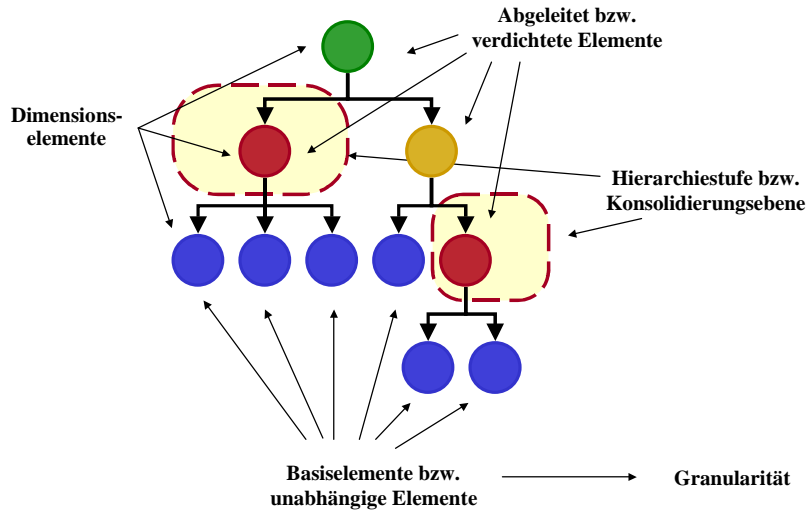 Abgeleitet bzw.
verdichtete Elemente
Dimensions-
elemente
Hierarchiestufe bzw.
Konsolidierungsebene
Basiselemente bzw.
unabhängige Elemente
Granularität